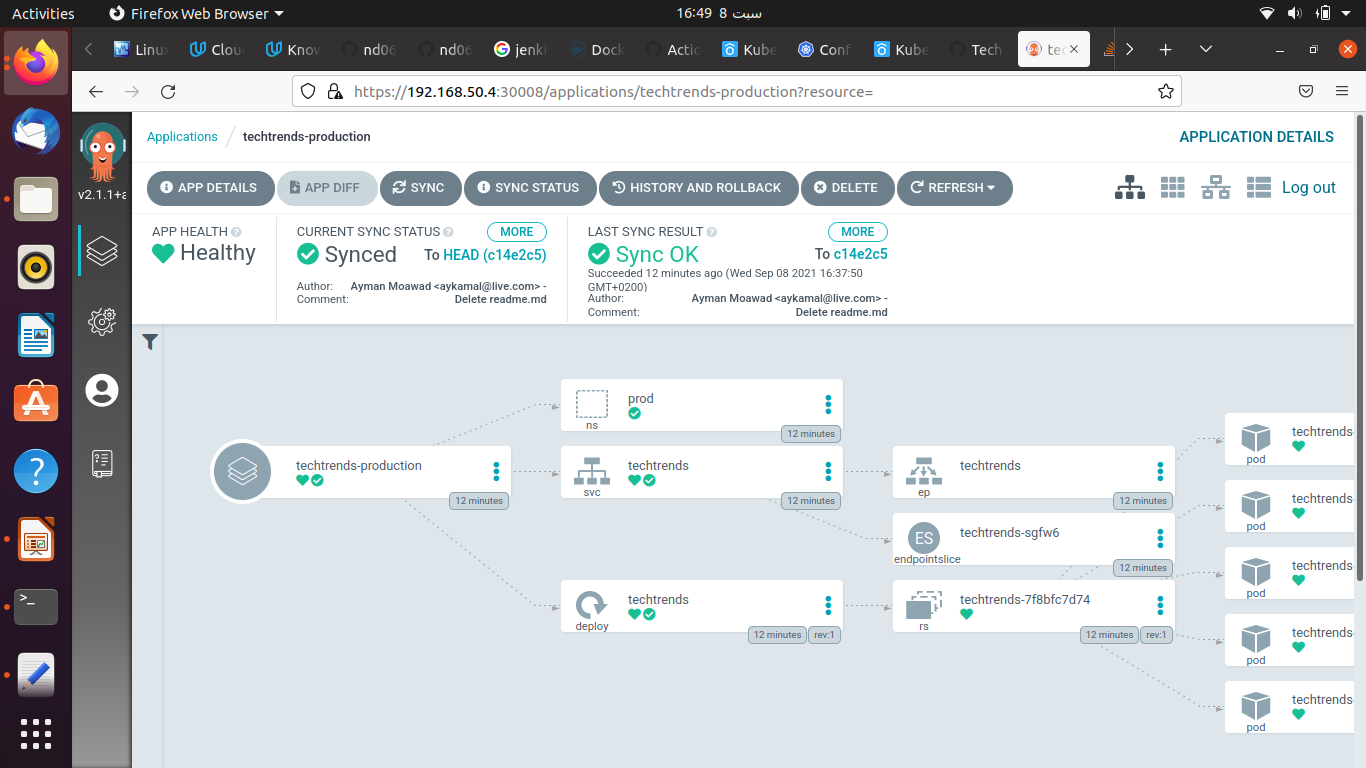 Activities
Firefox Web Browser
16:49 8 سبت
Linux
Clou
Know
nd06
nd06
jenki
Dock
Actio
Kube
Conf
Kube
Tech
tec
https://192.168.50.4:30008/applications/techtrends-production?resource=
v2.1.1+a
Applications
techtrends-production
APPLICATION DETAILS
APP DETAILS
APP DIFF
SYNC
SYNC STATUS
HISTORY AND ROLLBACK
DELETE
REFRESH
Log out
APP HEALTH
Healthy
CURRENT SYNC STATUS
MORE
Synced
To HEAD (c14e2c5)
Author: Ayman Moawad <aykamal@live.com> -
Comment: Delete readme.md
LAST SYNC RESULT
MORE
Sync OK
To c14e2c5
Succeeded 12 minutes ago (Wed Sep 08 2021 16:37:50
GMT+0200)
Author: Ayman Moawad <aykamal@live.com> -
Comment: Delete readme.md
techtrends-production
12 minutes
prod
ns
12 minutes
techtrends
svc
12 minutes
techtrends
deploy
12 minutes
rev:1
techtrends
ep
12 minutes
ES
techtrends-sgfw6
endpointslice
12 minutes
techtrends-7f8bfc7d74
rs
12 minutes
rev:1
techtrends-
pod
techtrends-
pod
techtrends-
pod
techtrends-
pod
techtrends-
pod